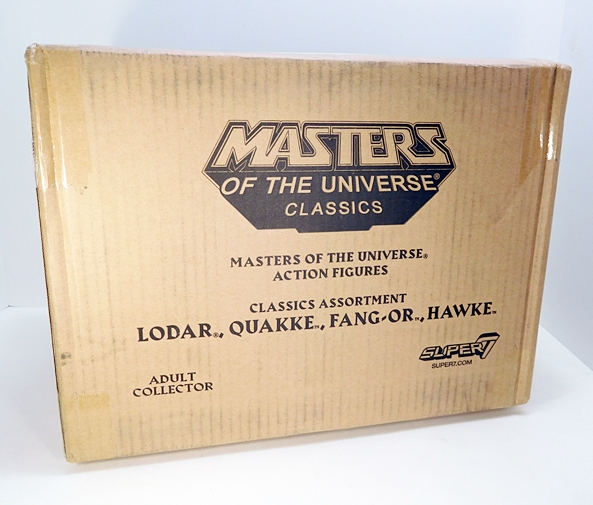 MASTERS
OF THE UNIVERSE®
CLASSICS
MASTERS OF THE UNIVERSE®
ACTION FIGURES
CLASSICS ASSORTMENT
LODAR®, QUAKKE™, FANG-OR™, HAWKE™
SUPER7
SUPER7.COM
ADULT
COLLECTOR